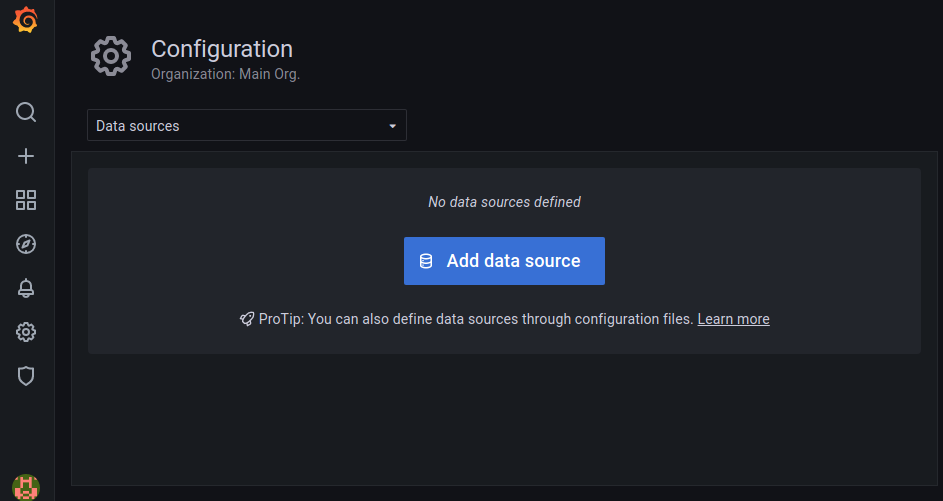 Configuration
Organization: Main Org.
Data sources
No data sources defined
Add data source
ProTip: You can also define data sources through configuration files. Learn more